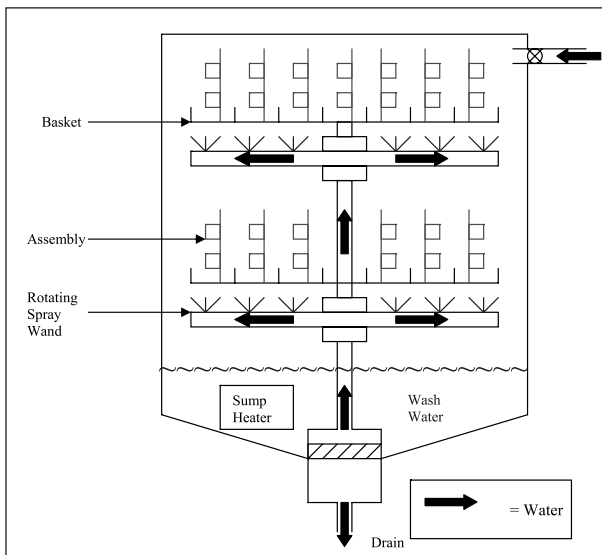 Basket
Assembly
Rotating
Spray
Wand
Sump
Heater
Wash
Water
= Water
Drain